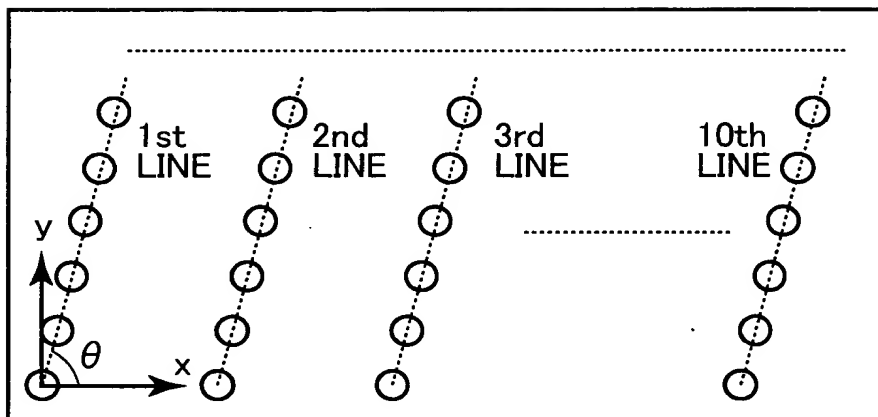 1st
LINE
2nd
LINE
3rd
LINE
10th
LINE
y
θ
x